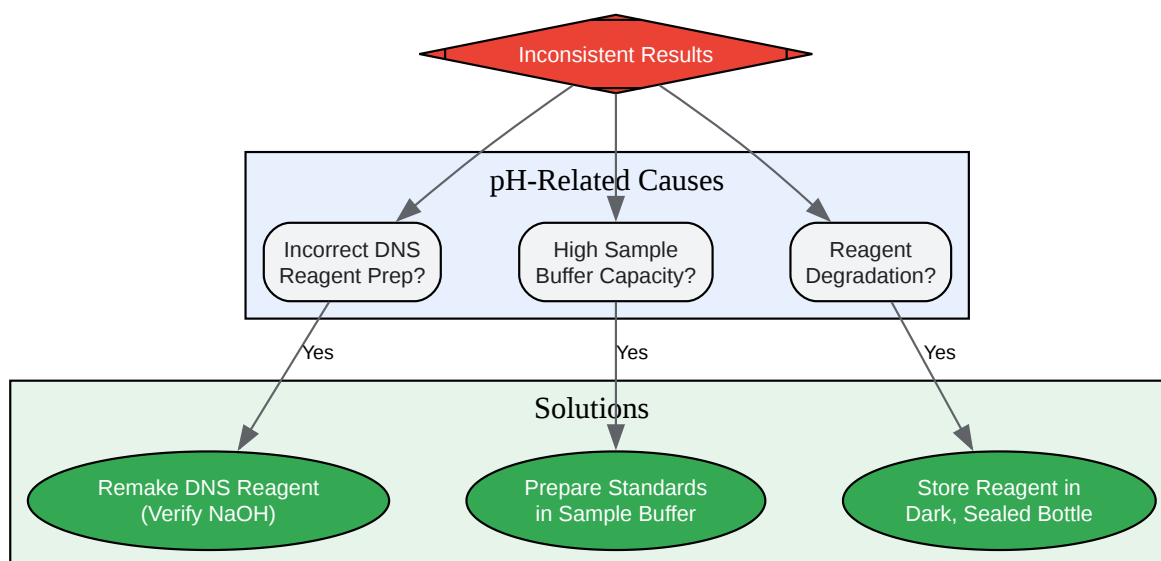 Inconsistent Results
pH-Related Causes
Incorrect DNS
Reagent Prep?
High Sample
Buffer Capacity?
Reagent
Degradation?
Yes
Yes
Yes
Solutions
Remake DNS Reagent
(Verify NaOH)
Prepare Standards
in Sample Buffer
Store Reagent in
Dark, Sealed Bottle